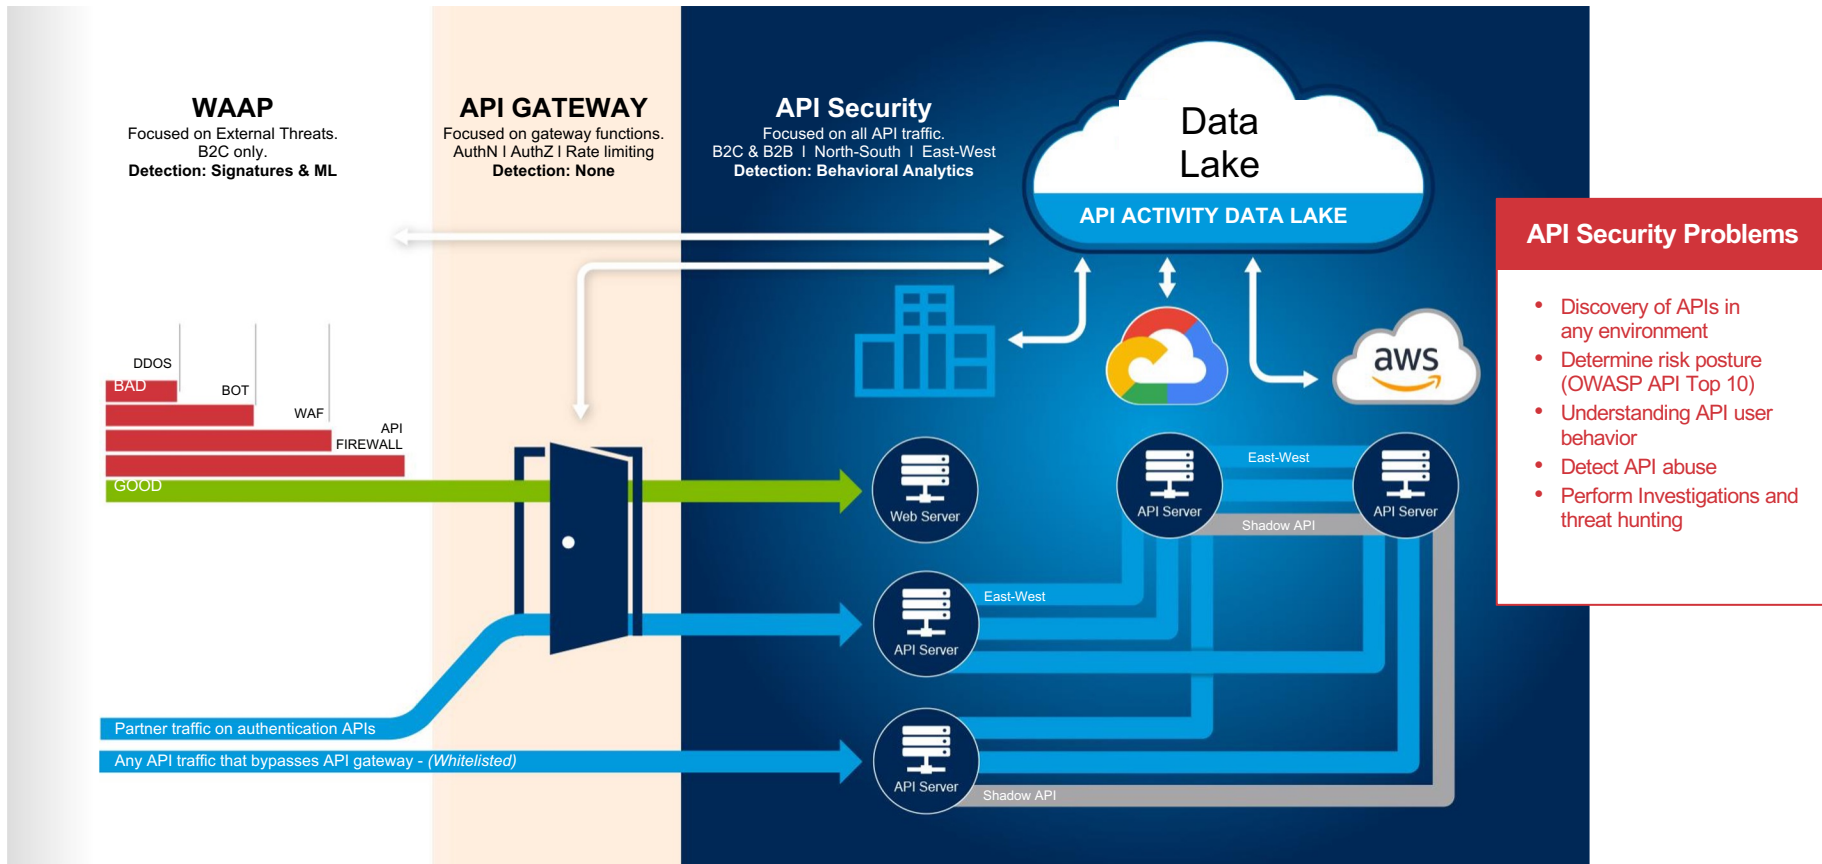 WAAP
Focused on External Threats.
B2C only.
Detection: Signatures & ML
API GATEWAY
Focused on gateway functions.
AuthN I AuthZ I Rate limiting
Detection: None
API Security
Focused on all API traffic.
B2C & B2B I North-South I East-West
Detection: Behavioral Analytics
Data
Lake
API ACTIVITY DATA LAKE
API Security Problems
• Discovery of APIs in
any environment
• Determine risk posture
(OWASP API Top 10)
• Understanding API user
behavior
• Detect API abuse
• Perform Investigations and
threat hunting
aws
DDOS
BAD
BOT
WAF
API
FIREWALL
GOOD
Web Server
API Server
East-West
API Server
Shadow API
East-West
API Server
Partner traffic on authentication APIs
Any API traffic that bypasses API gateway - (Whitelisted)
API Server
Shadow API